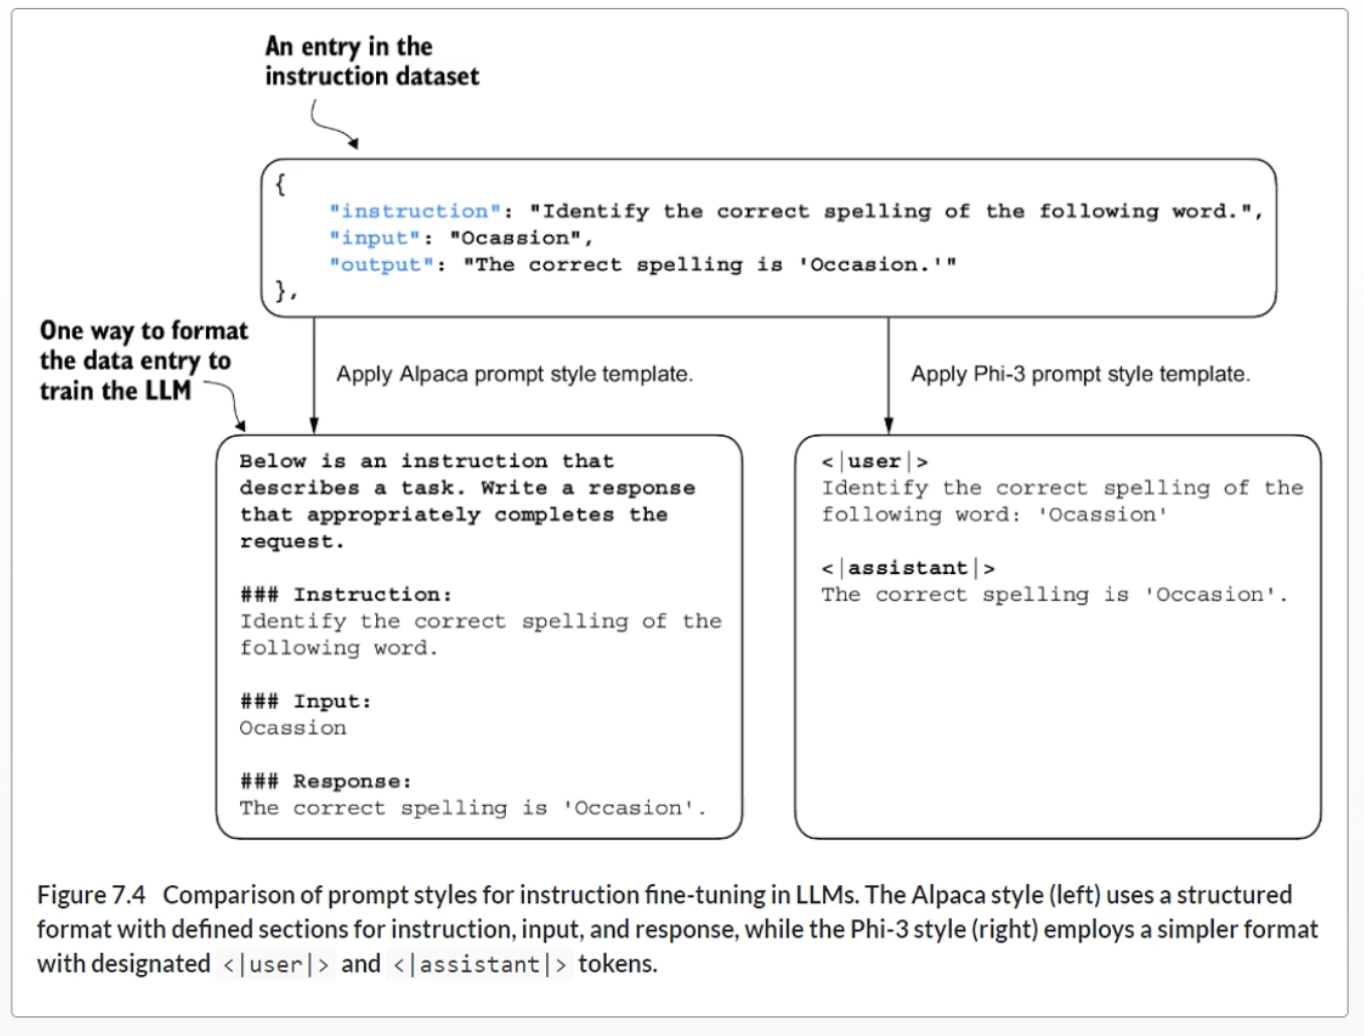 An entry in the
instruction dataset
{
"instruction": "Identify the correct spelling of the following word.",
"input": "Ocassion",
"output": "The correct spelling is 'Occasion.'"
},
One way to format
the data entry to
train the LLM
Apply Alpaca prompt style template.
Apply Phi-3 prompt style template.
Below is an instruction that
describes a task. Write a response
that appropriately completes the
request.
### Instruction:
Identify the correct spelling of the
following word.
### Input:
Ocassion
### Response:
The correct spelling is 'Occasion'.
<|user|>
Identify the correct spelling of the
following word: 'Ocassion'
<|assistant|>
The correct spelling is 'Occasion'.
Figure 7.4 Comparison of prompt styles for instruction fine-tuning in LLMs. The Alpaca style (left) uses a structured
format with defined sections for instruction, input, and response, while the Phi-3 style (right) employs a simpler format
with designated <|user|> and <|assistant|> tokens.